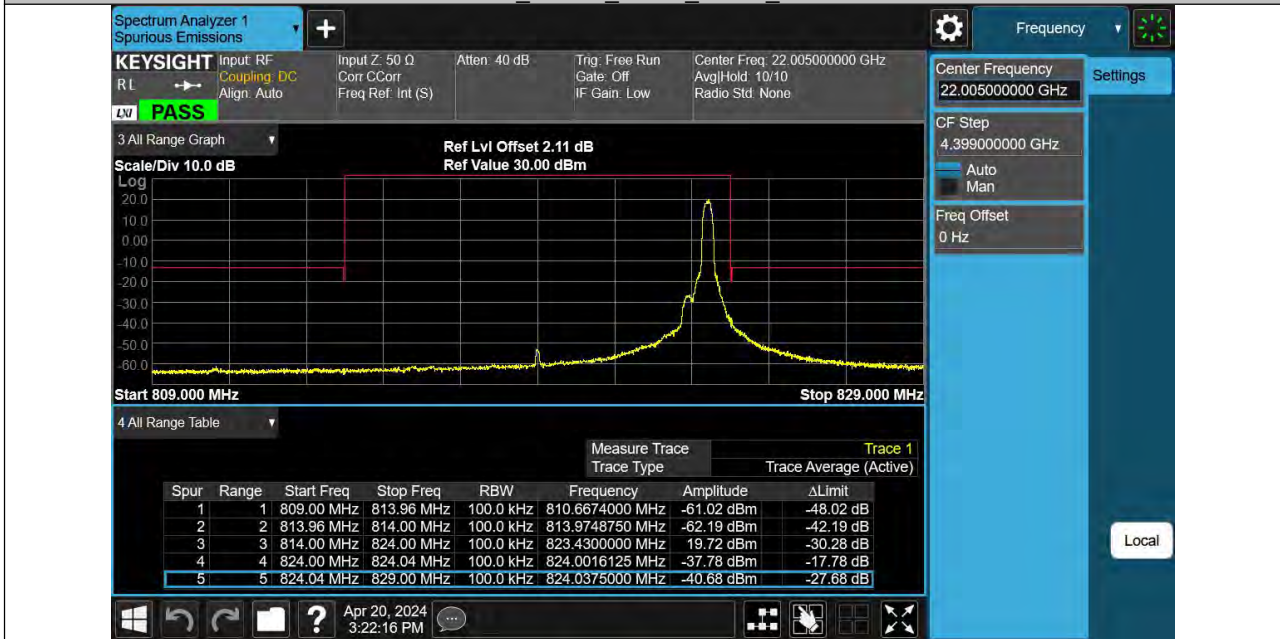 Spectrum Analyzer 1
Spurious Emissions
Frequency
KEYSIGHT
RL
LXI PASS
Input: RF
Coupling: DC
Align: Auto
Input Z: 50 Ω
Corr CCorr
Freq Ref: Int (S)
Atten: 40 dB
Trig: Free Run
Gate: Off
IF Gain: Low
Center Freq: 22.005000000 GHz
Avg|Hold: 10/10
Radio Std: None
Center Frequency
22.005000000 GHz
Settings
CF Step
4.399000000 GHz
Auto
Man
Freq Offset
0 Hz
3 All Range Graph
Scale/Div 10.0 dB
Ref Lvl Offset 2.11 dB
Ref Value 30.00 dBm
Log
20.0
10.0
0.00
-10.0
-20.0
-30.0
-40.0
-50.0
-60.0
Start 809.000 MHz
Stop 829.000 MHz
4 All Range Table
Measure Trace Trace 1
Trace Type Trace Average (Active)
Spur Range Start Freq Stop Freq RBW Frequency Amplitude ΔLimit
1 1 809.00 MHz 813.96 MHz 100.0 kHz 810.6674000 MHz -61.02 dBm -48.02 dB
2 2 813.96 MHz 814.00 MHz 100.0 kHz 813.9748750 MHz -62.19 dBm -42.19 dB
3 3 814.00 MHz 824.00 MHz 100.0 kHz 823.4300000 MHz 19.72 dBm -30.28 dB
4 4 824.00 MHz 824.04 MHz 100.0 kHz 824.0016125 MHz -37.78 dBm -17.78 dB
5 5 824.04 MHz 829.00 MHz 100.0 kHz 824.0375000 MHz -40.68 dBm -27.68 dB
Local
?
Apr 20, 2024
3:22:16 PM